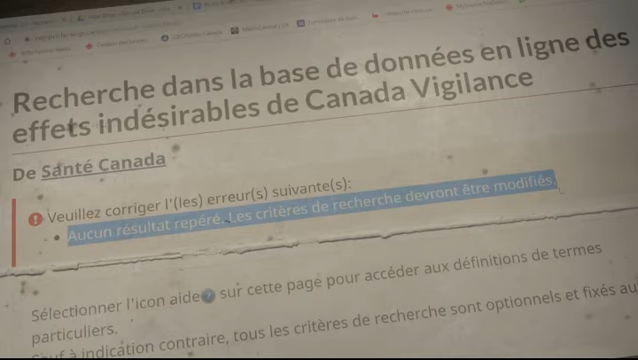 Recherche dans la base de données en ligne des
effets indésirables de Canada Vigilance
De Santé Canada
Veuillez corriger l'(les) erreur(s) suivante(s):
Aucun résultat repéré. Les critères de recherche devront être modifiés.
Sélectionner l'icon aide sur cette page pour accéder aux définitions de termes
particuliers.
à indication contraire, tous les critères de recherche sont optionnels et fixés au